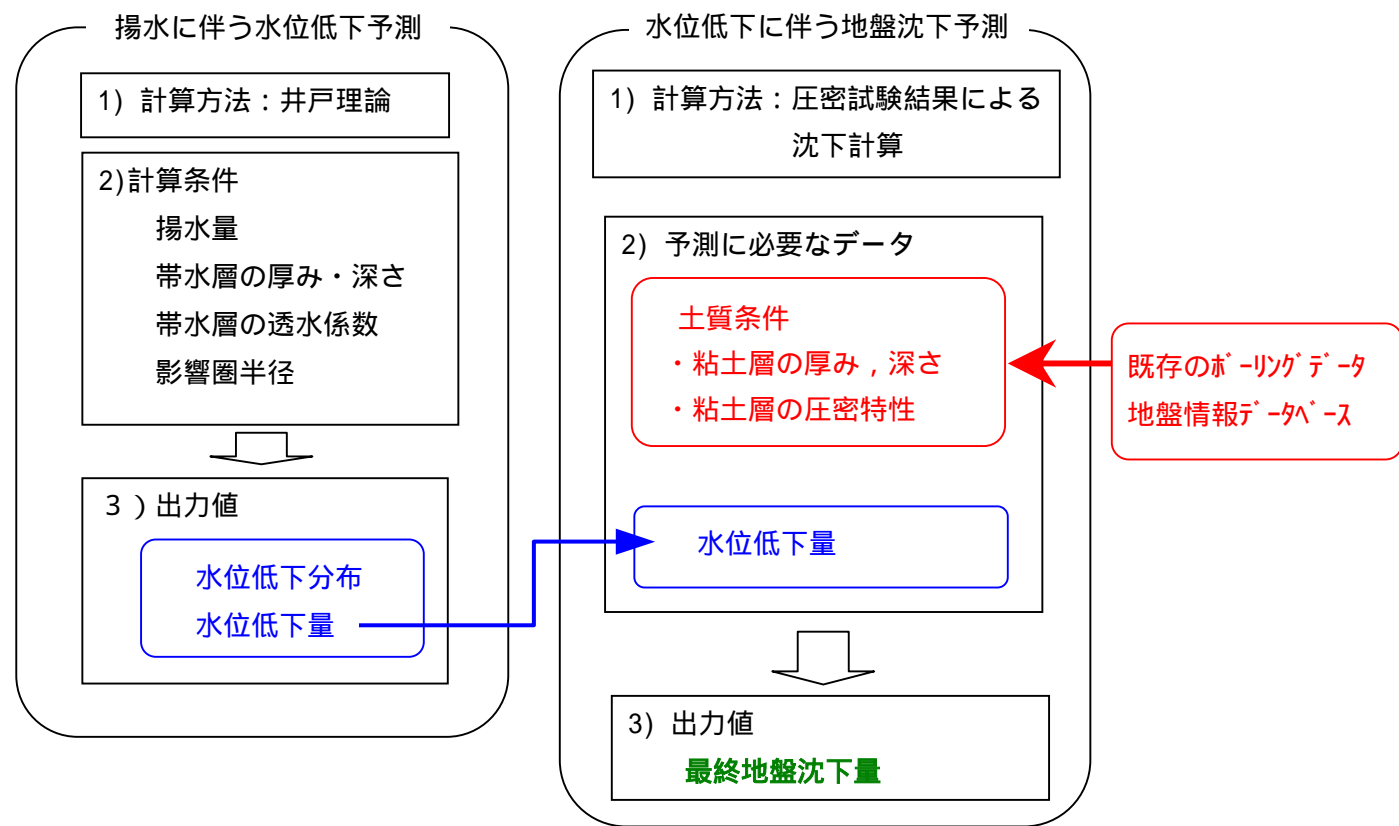 揚水に伴う水位低下予測
1) 計算方法：井戸理論
2)計算条件
揚水量
帯水層の厚み・深さ
帯水層の透水係数
影響圏半径
３）出力値
水位低下分布
水位低下量
水位低下に伴う地盤沈下予測
1) 計算方法：圧密試験結果による
沈下計算
2) 予測に必要なデータ
土質条件
・粘土層の厚み，深さ
・粘土層の圧密特性
水位低下量
3) 出力値
最終地盤沈下量
既存のﾎﾞｰﾘﾝｸﾞﾃﾞｰﾀ
地盤情報ﾃﾞｰﾀﾍﾞｰｽ